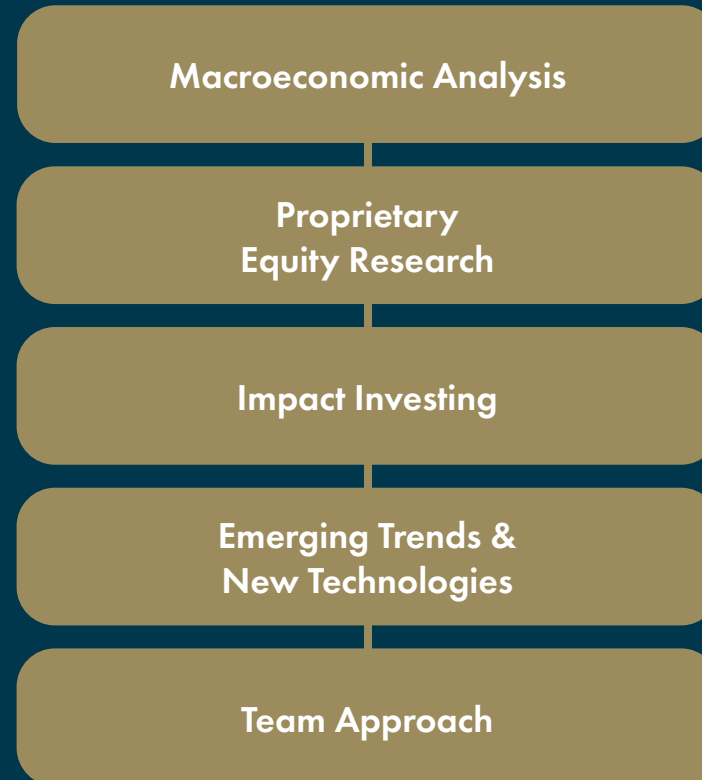 Macroeconomic Analysis
Proprietary
Equity Research
Impact Investing
Emerging Trends &
New Technologies
Team Approach